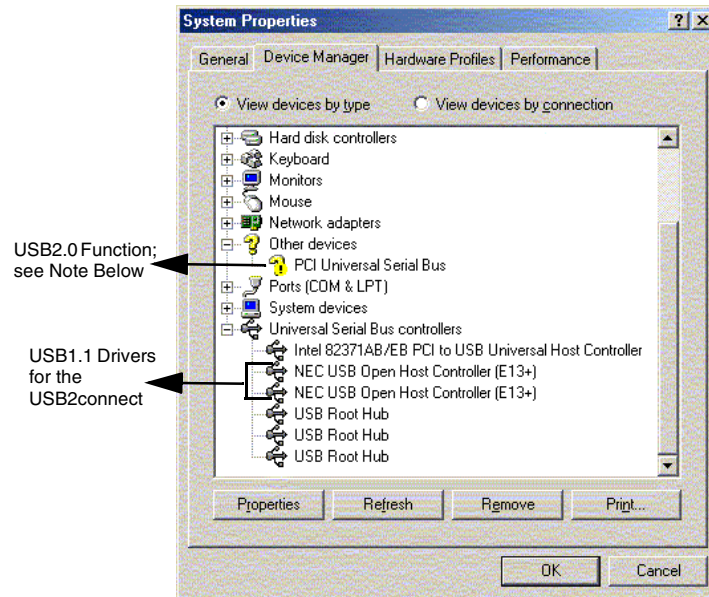 System Properties
General Device Manager Hardware Profiles Performance
View devices by type View devices by connection
Hard disk controllers
Keyboard
Monitors
Mouse
Network adapters
Other devices
PCI Universal Serial Bus
Ports (COM & LPT)
System devices
Universal Serial Bus controllers
Intel 82371AB/EB PCI to USB Universal Host Controller
NEC USB Open Host Controller (E13+)
NEC USB Open Host Controller (E13+)
USB Root Hub
USB Root Hub
USB Root Hub
Properties Refresh Remove Print...
OK Cancel
USB2.0 Function;
see Note Below
USB1.1 Drivers
for the
USB2connect